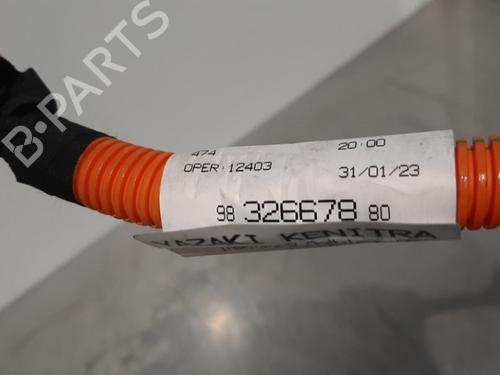 474 20:00
OPER:12403 31/01/23
98 326678 80
YAZAKI KENITRA
B-PARTS